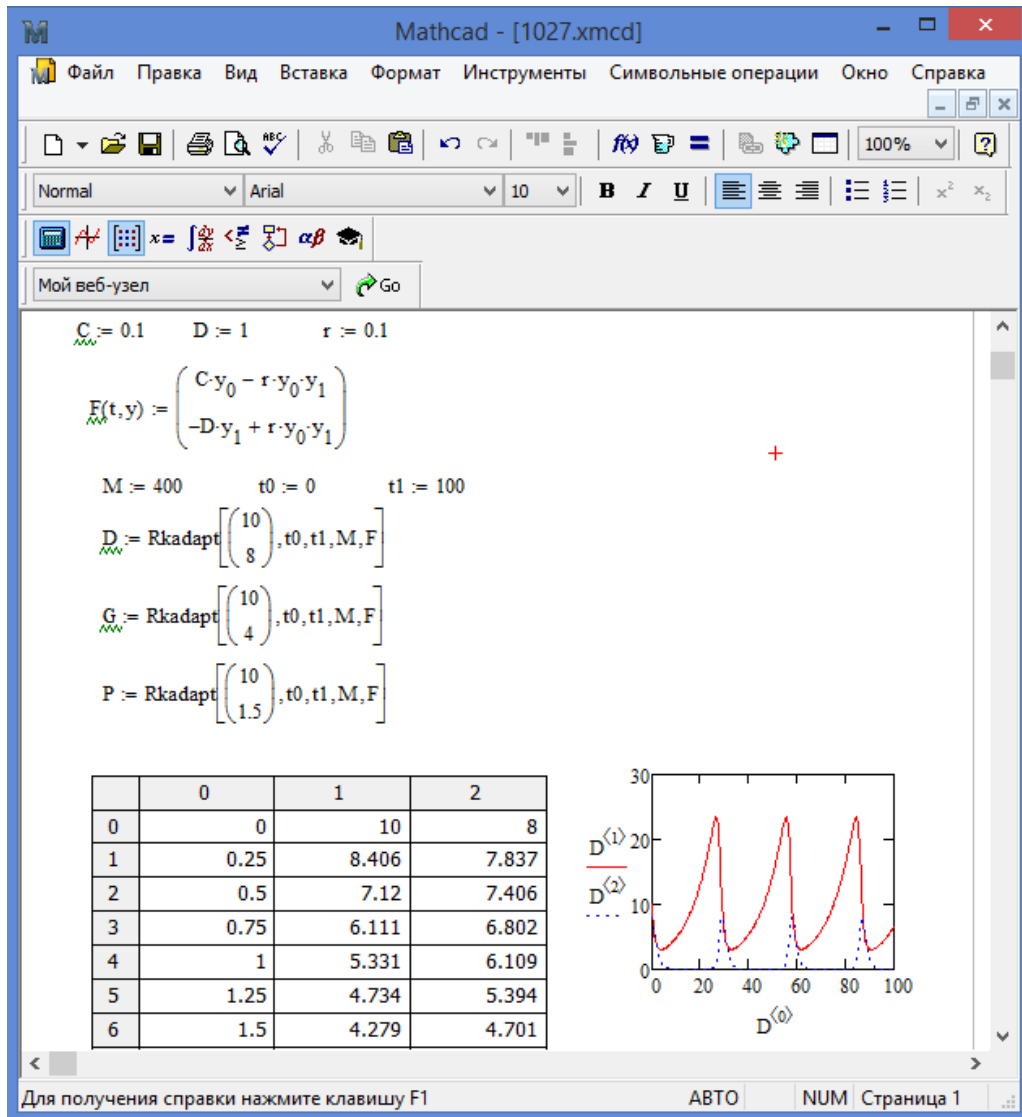 Mathcad - [1027.xmcd]
Файл Правка Вид Вставка Формат Инструменты Символьные операции Окно Справка
100%
Normal Arial 10 B I U
Мой веб-узел Go
C := 0.1 D := 1 r := 0.1
F(t,y) := ( C·y₀ − r·y₀·y₁
−D·y₁ + r·y₀·y₁ )
M := 400 t0 := 0 t1 := 100
D := Rkadapt[(10 8),t0,t1,M,F]
G := Rkadapt[(10 4),t0,t1,M,F]
P := Rkadapt[(10 1.5),t0,t1,M,F]
0 1 2
0 0 10 8
1 0.25 8.406 7.837
2 0.5 7.12 7.406
3 0.75 6.111 6.802
4 1 5.331 6.109
5 1.25 4.734 5.394
6 1.5 4.279 4.701
30
20
10
0
D⟨1⟩
D⟨2⟩
0 20 40 60 80 100
D⟨0⟩
Для получения справки нажмите клавишу F1 АВТО NUM Страница 1